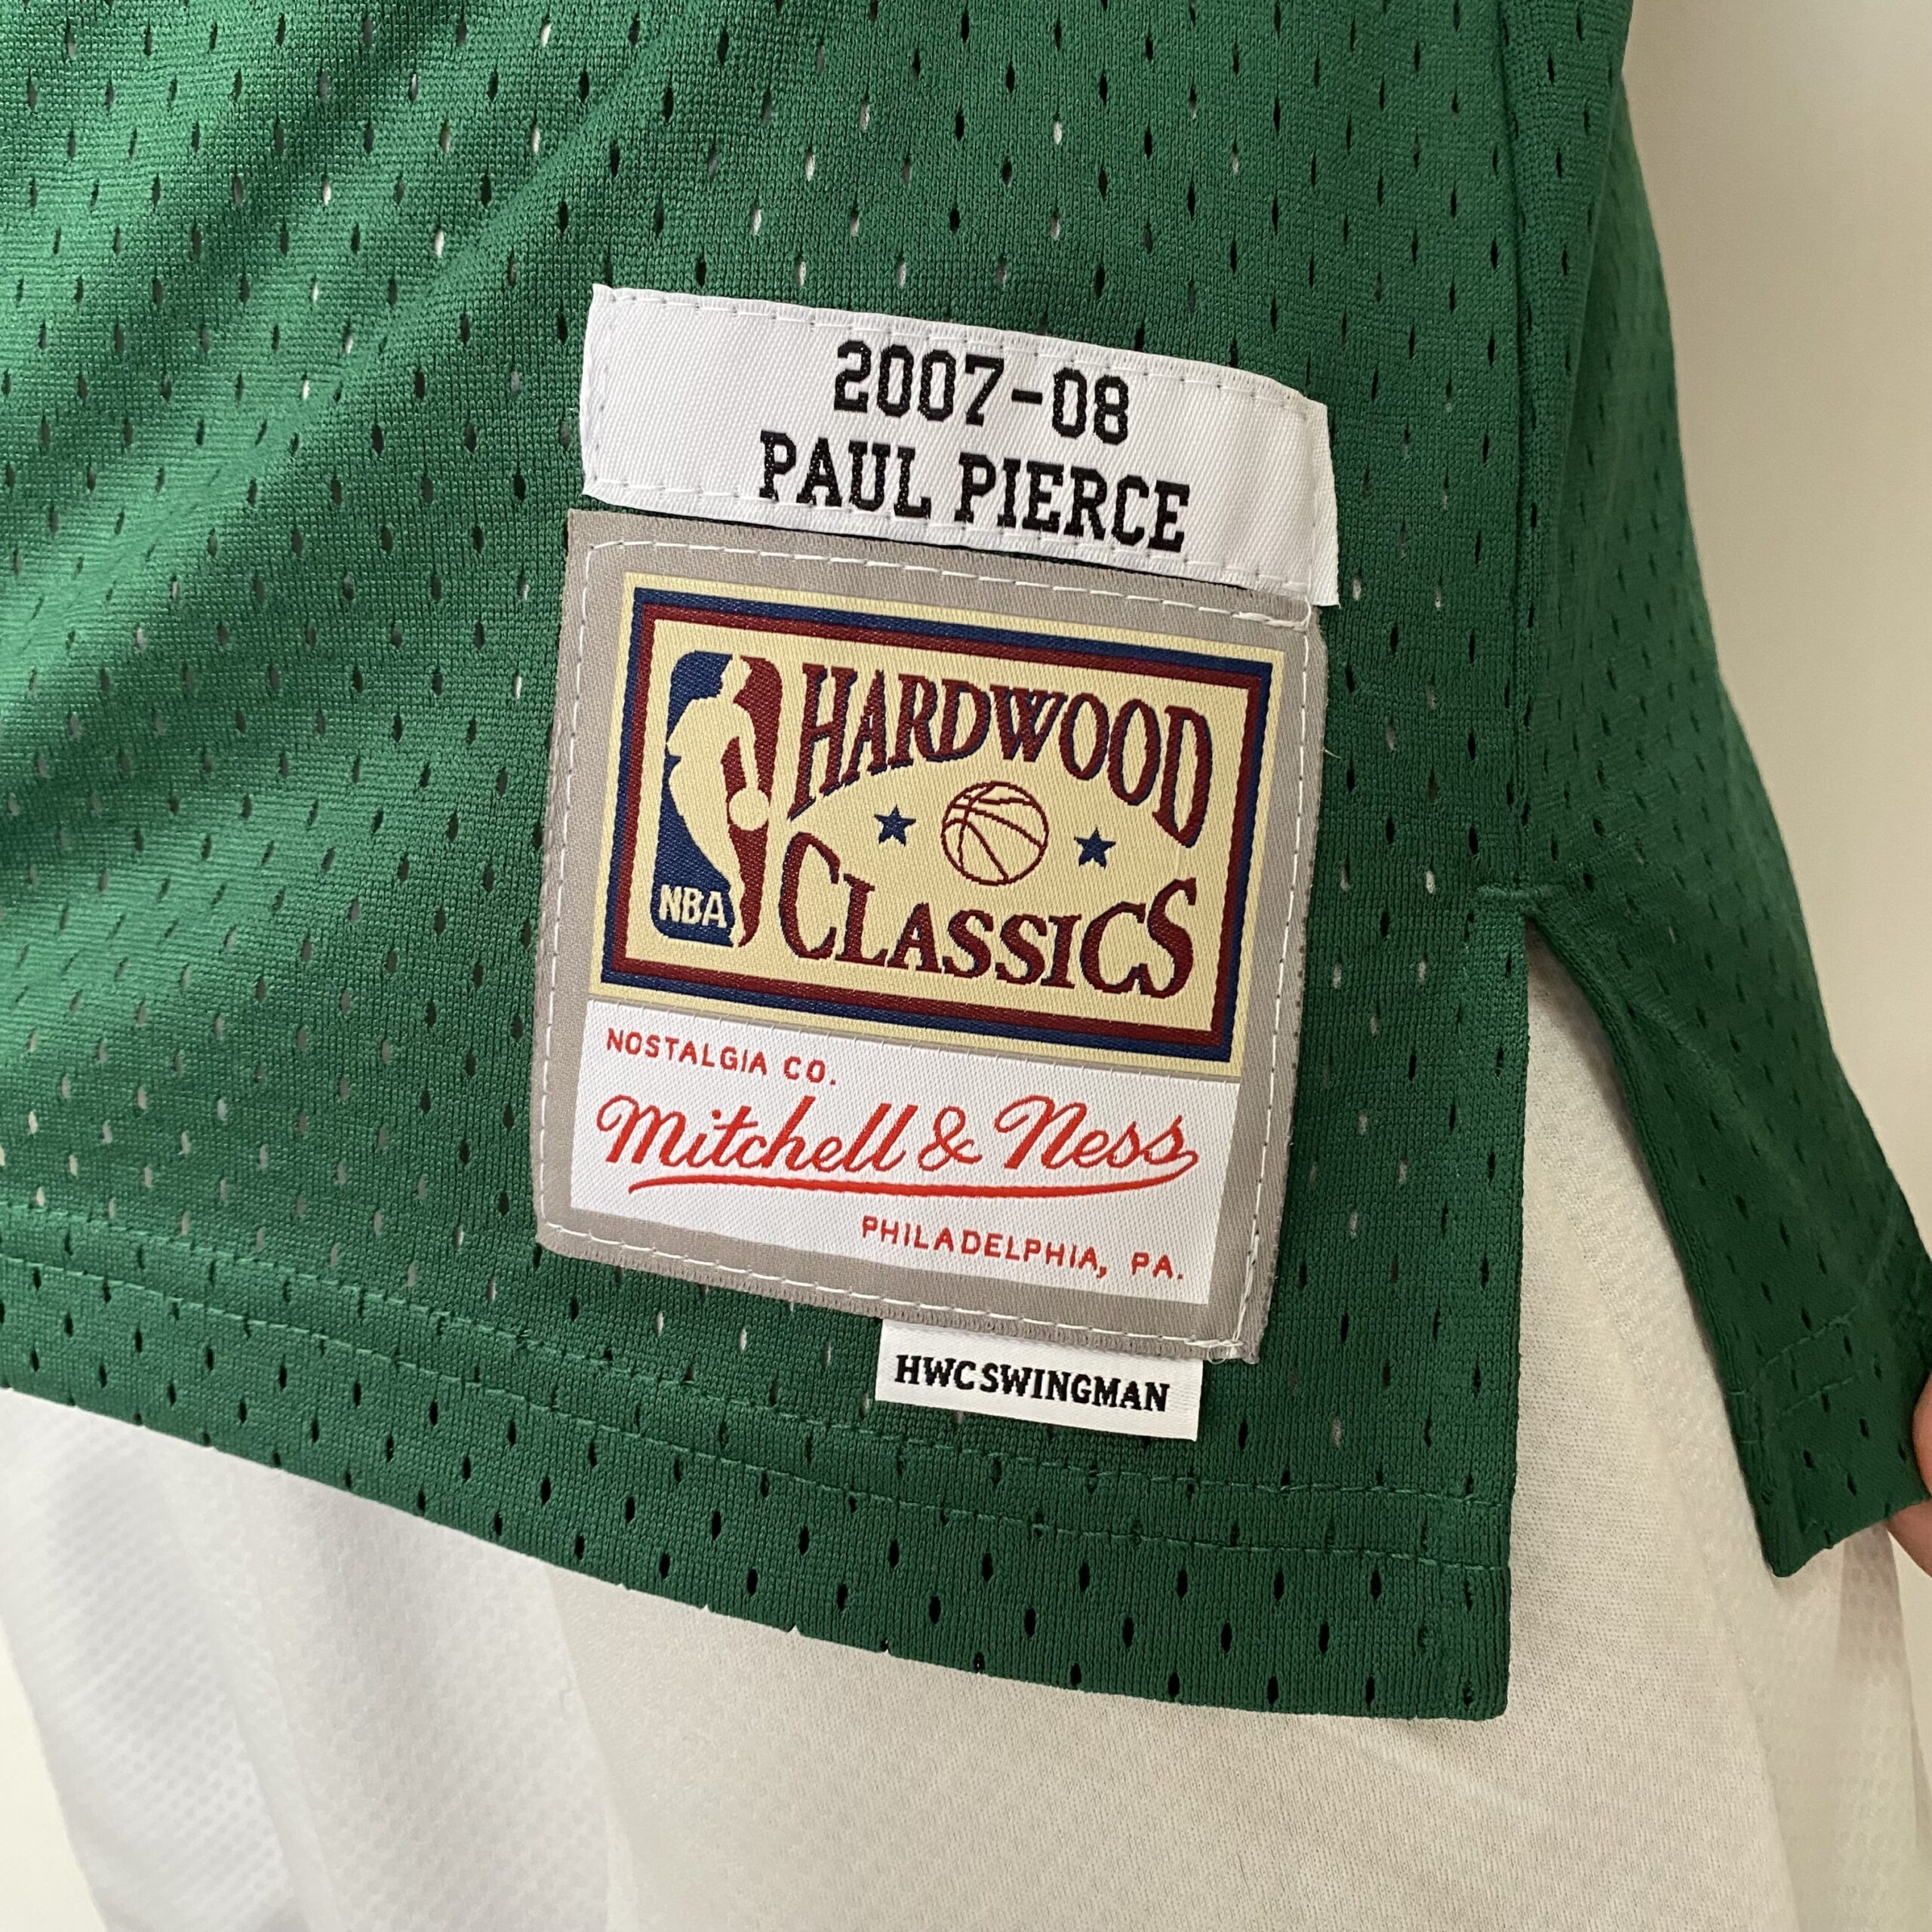 2007-08
PAUL PIERCE
HARDWOOD
CLASSICS
NBA
NOSTALGIA CO.
Mitchell & Ness
PHILADELPHIA, PA.
HWC SWINGMAN